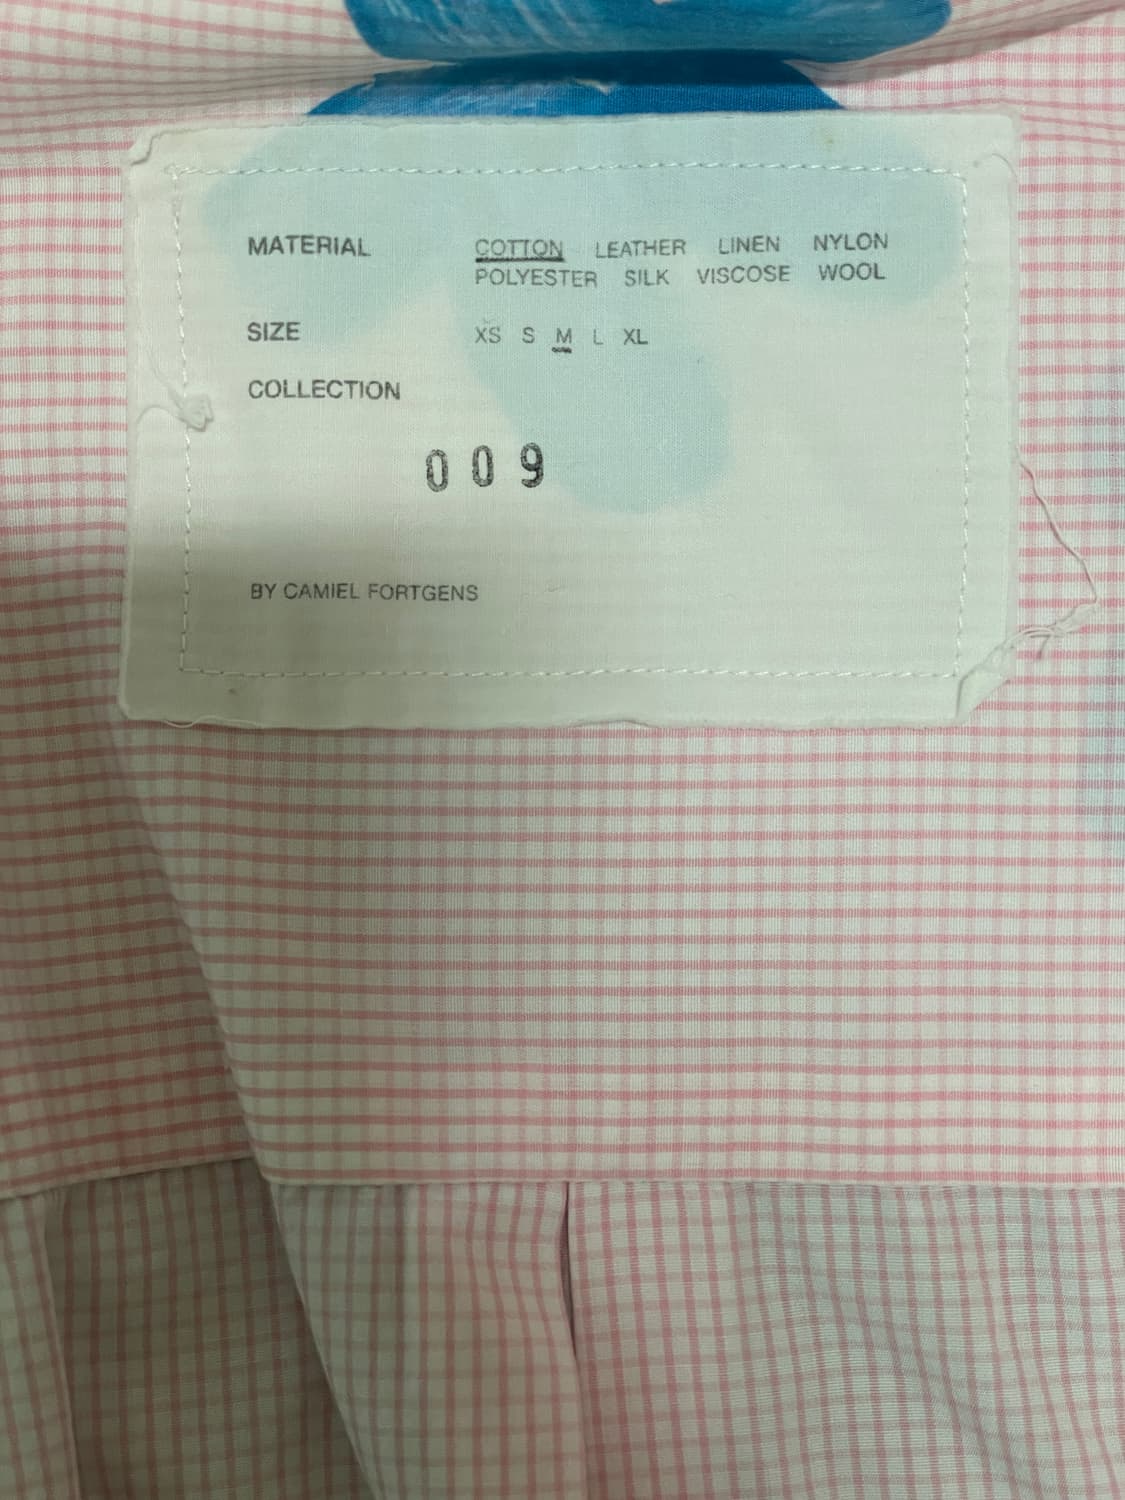 MATERIAL COTTON LEATHER LINEN NYLON
POLYESTER SILK VISCOSE WOOL
SIZE XS S M L XL
COLLECTION
009
BY CAMIEL FORTGENS